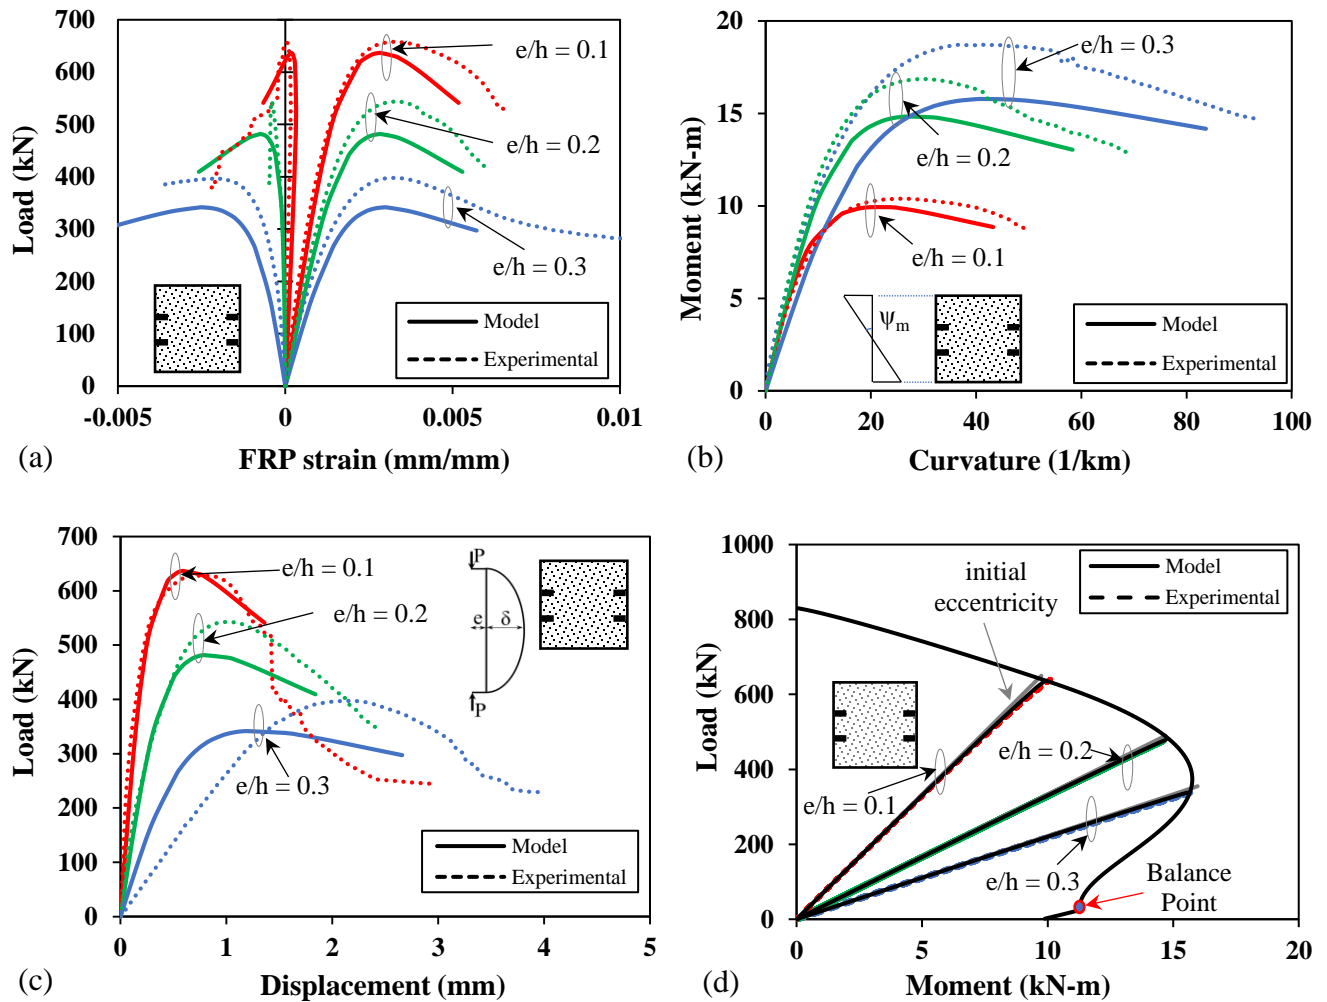 700
600
500
400
300
200
100
0
-0.005
0
0.005
0.01
Load (kN)
FRP strain (mm/mm)
e/h = 0.1
e/h = 0.2
e/h = 0.3
Model
Experimental
(a)
20
15
10
5
0
0
20
40
60
80
100
Moment (kN-m)
Curvature (1/km)
e/h = 0.3
e/h = 0.2
e/h = 0.1
Ψm
Model
Experimental
(b)
700
600
500
400
300
200
100
0
0
1
2
3
4
5
Load (kN)
Displacement (mm)
e/h = 0.1
e/h = 0.2
e/h = 0.3
P
e
δ
P
Model
Experimental
(c)
1000
800
600
400
200
0
0
5
10
15
20
Load (kN)
Moment (kN-m)
initial
eccentricity
Model
Experimental
e/h = 0.2
e/h = 0.1
e/h = 0.3
Balance
Point
(d)